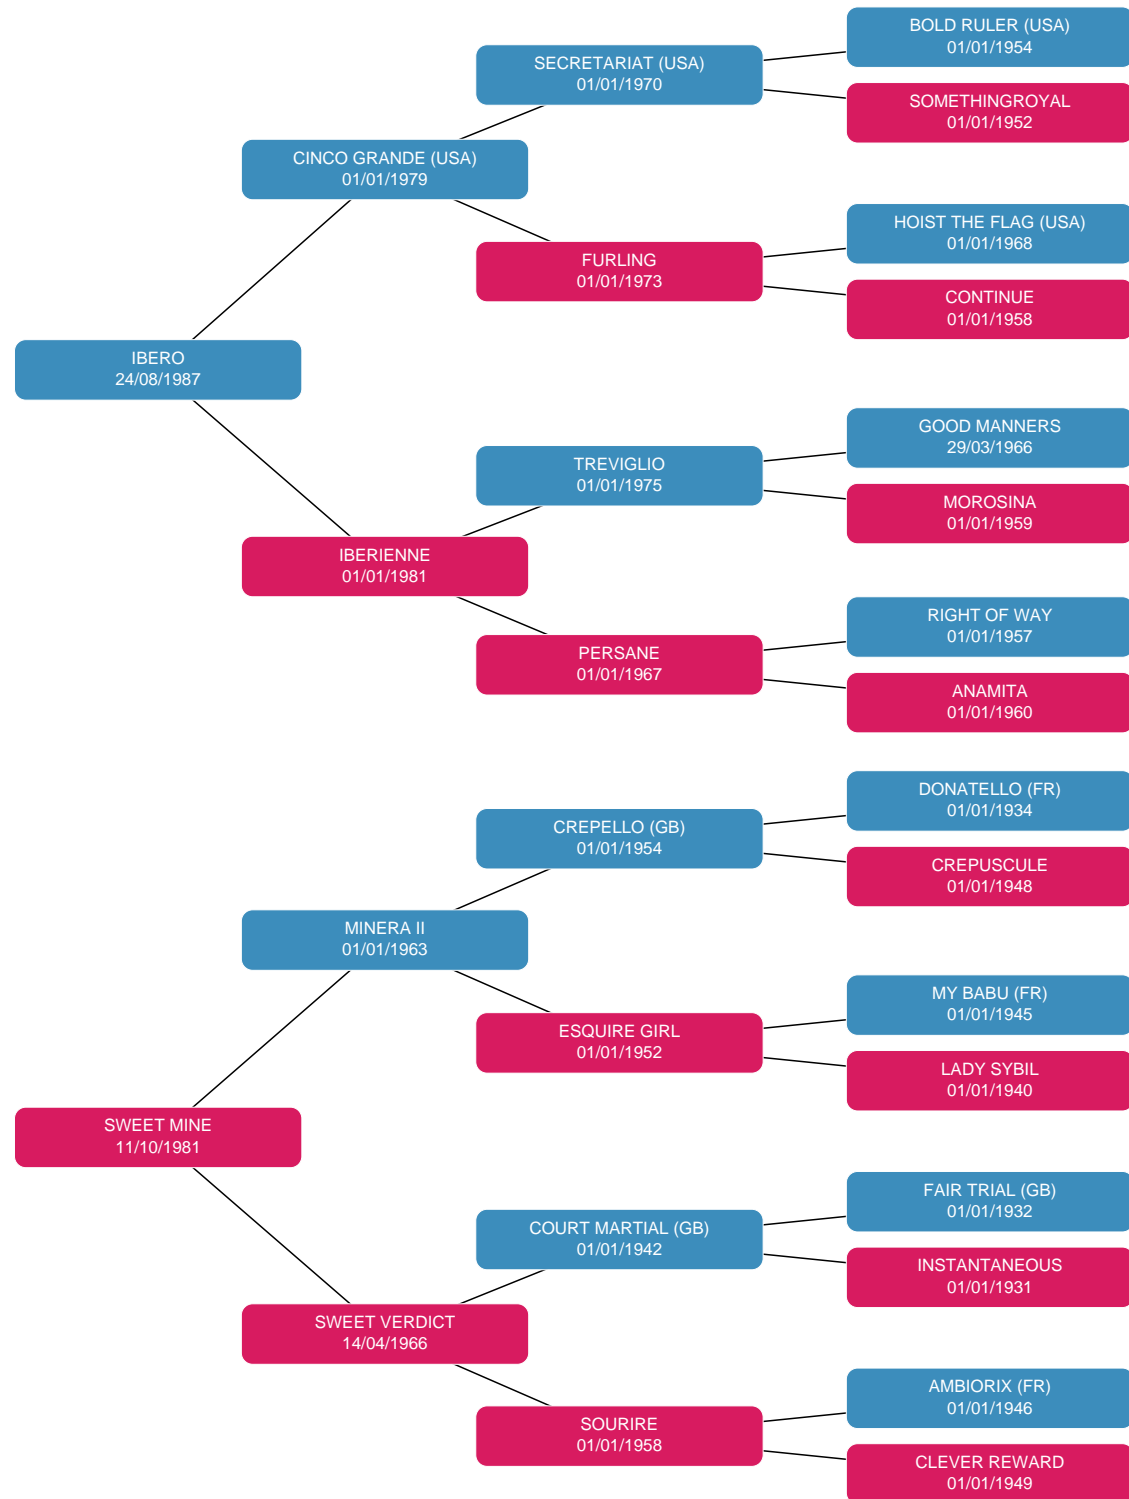 BOLD RULER (USA)
01/01/1954
SECRETARIAT (USA)
01/01/1970
SOMETHINGROYAL
01/01/1952
CINCO GRANDE (USA)
01/01/1979
HOIST THE FLAG (USA)
01/01/1968
FURLING
01/01/1973
CONTINUE
01/01/1958
IBERO
24/08/1987
GOOD MANNERS
29/03/1966
TREVIGLIO
01/01/1975
MOROSINA
01/01/1959
IBERIENNE
01/01/1981
RIGHT OF WAY
01/01/1957
PERSANE
01/01/1967
ANAMITA
01/01/1960
DONATELLO (FR)
01/01/1934
CREPELLO (GB)
01/01/1954
CREPUSCULE
01/01/1948
MINERA II
01/01/1963
MY BABU (FR)
01/01/1945
ESQUIRE GIRL
01/01/1952
LADY SYBIL
01/01/1940
SWEET MINE
11/10/1981
FAIR TRIAL (GB)
01/01/1932
COURT MARTIAL (GB)
01/01/1942
INSTANTANEOUS
01/01/1931
SWEET VERDICT
14/04/1966
AMBIORIX (FR)
01/01/1946
SOURIRE
01/01/1958
CLEVER REWARD
01/01/1949